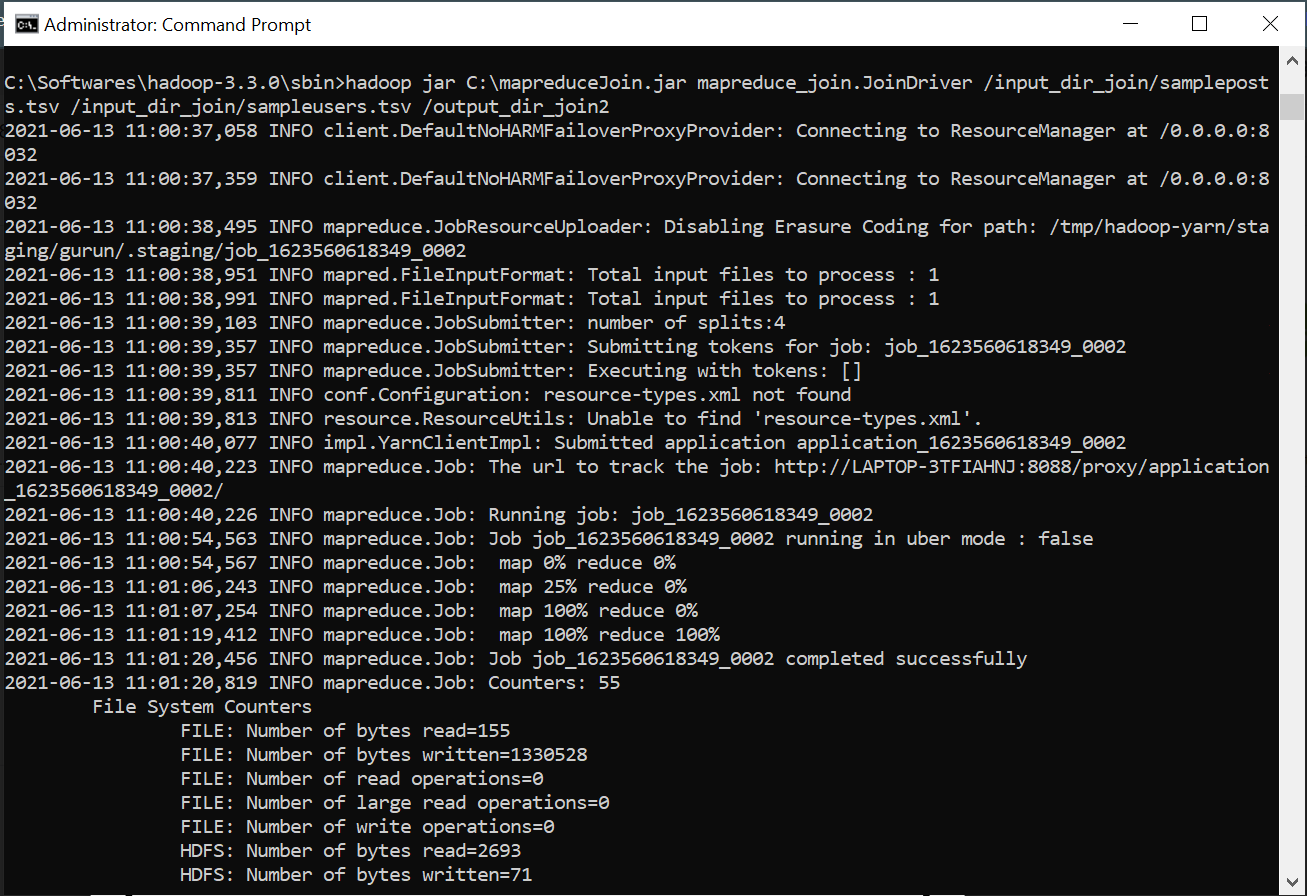 Administrator: Command Prompt
C:\Softwares\hadoop-3.3.0\sbin>hadoop jar C:\mapreduceJoin.jar mapreduce_join.JoinDriver /input_dir_join/samplepost
s.tsv /input_dir_join/sampleusers.tsv /output_dir_join2
2021-06-13 11:00:37,058 INFO client.DefaultNoHARMFailoverProxyProvider: Connecting to ResourceManager at /0.0.0.0:8
032
2021-06-13 11:00:37,359 INFO client.DefaultNoHARMFailoverProxyProvider: Connecting to ResourceManager at /0.0.0.0:8
032
2021-06-13 11:00:38,495 INFO mapreduce.JobResourceUploader: Disabling Erasure Coding for path: /tmp/hadoop-yarn/sta
ging/gurun/.staging/job_1623560618349_0002
2021-06-13 11:00:38,951 INFO mapred.FileInputFormat: Total input files to process : 1
2021-06-13 11:00:38,991 INFO mapred.FileInputFormat: Total input files to process : 1
2021-06-13 11:00:39,103 INFO mapreduce.JobSubmitter: number of splits:4
2021-06-13 11:00:39,357 INFO mapreduce.JobSubmitter: Submitting tokens for job: job_1623560618349_0002
2021-06-13 11:00:39,357 INFO mapreduce.JobSubmitter: Executing with tokens: []
2021-06-13 11:00:39,811 INFO conf.Configuration: resource-types.xml not found
2021-06-13 11:00:39,813 INFO resource.ResourceUtils: Unable to find 'resource-types.xml'.
2021-06-13 11:00:40,077 INFO impl.YarnClientImpl: Submitted application application_1623560618349_0002
2021-06-13 11:00:40,223 INFO mapreduce.Job: The url to track the job: http://LAPTOP-3TFIAHNJ:8088/proxy/application
_1623560618349_0002/
2021-06-13 11:00:40,226 INFO mapreduce.Job: Running job: job_1623560618349_0002
2021-06-13 11:00:54,563 INFO mapreduce.Job: Job job_1623560618349_0002 running in uber mode : false
2021-06-13 11:00:54,567 INFO mapreduce.Job:  map 0% reduce 0%
2021-06-13 11:01:06,243 INFO mapreduce.Job:  map 25% reduce 0%
2021-06-13 11:01:07,254 INFO mapreduce.Job:  map 100% reduce 0%
2021-06-13 11:01:19,412 INFO mapreduce.Job:  map 100% reduce 100%
2021-06-13 11:01:20,456 INFO mapreduce.Job: Job job_1623560618349_0002 completed successfully
2021-06-13 11:01:20,819 INFO mapreduce.Job: Counters: 55
File System Counters
FILE: Number of bytes read=155
FILE: Number of bytes written=1330528
FILE: Number of read operations=0
FILE: Number of large read operations=0
FILE: Number of write operations=0
HDFS: Number of bytes read=2693
HDFS: Number of bytes written=71